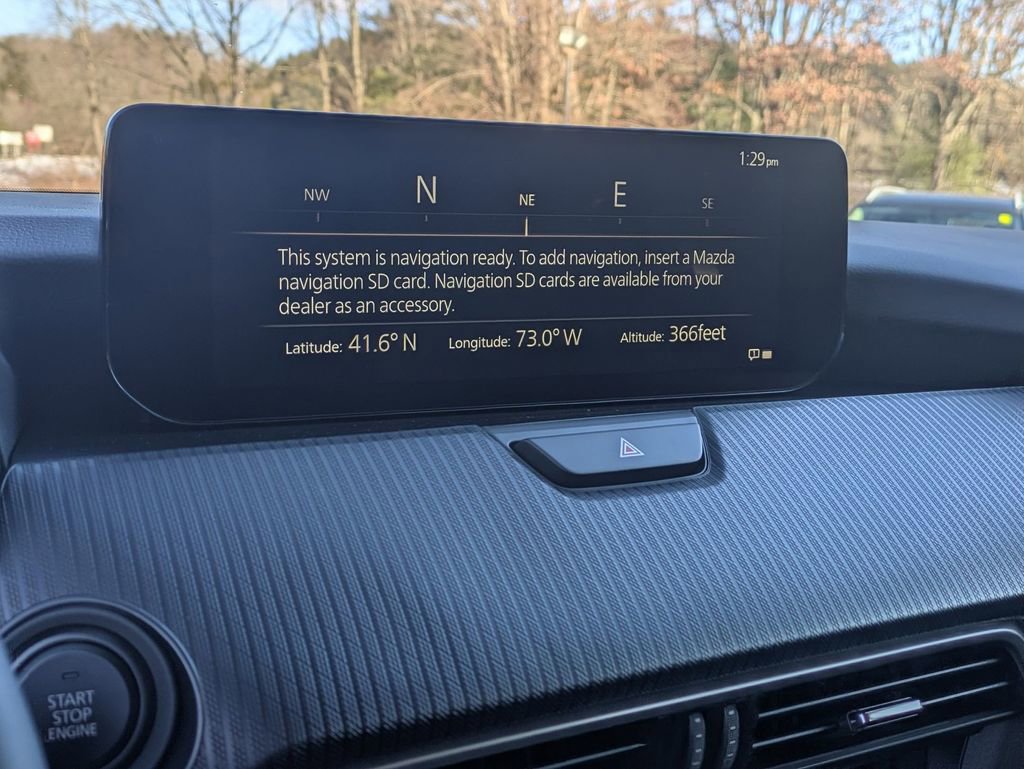 1:29pm
NW N NE E SE
This system is navigation ready. To add navigation, insert a Mazda
navigation SD card. Navigation SD cards are available from your
dealer as an accessory.
Latitude: 41.6° N Longitude: 73.0° W Altitude: 366feet
START
STOP
ENGINE